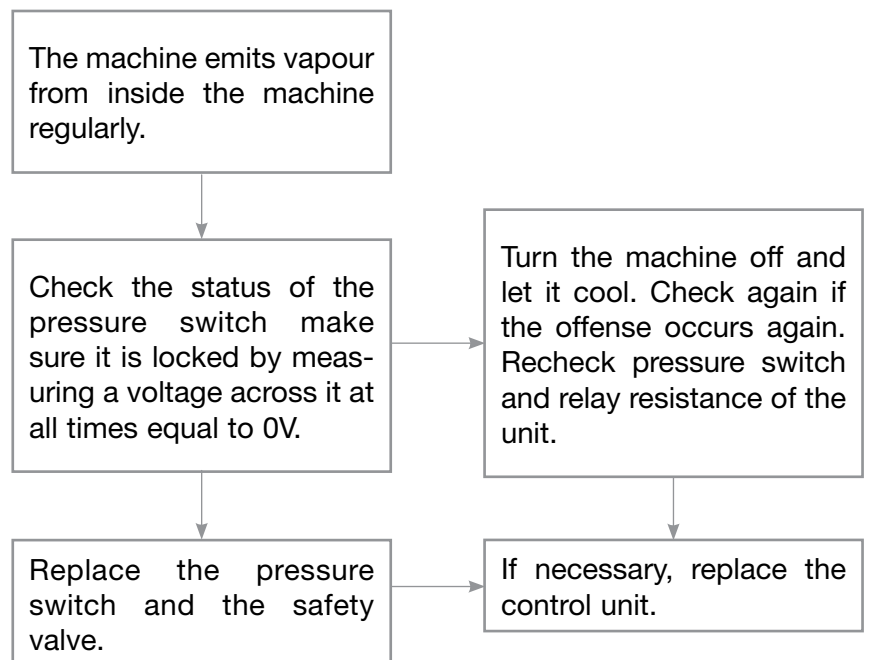 The machine emits vapour
from inside the machine
regularly.
Check the status of the
pressure switch make
sure it is locked by meas-
uring a voltage across it at
all times equal to 0V.
Turn the machine off and
let it cool. Check again if
the offense occurs again.
Recheck pressure switch
and relay resistance of the
unit.
Replace the pressure
switch and the safety
valve.
If necessary, replace the
control unit.